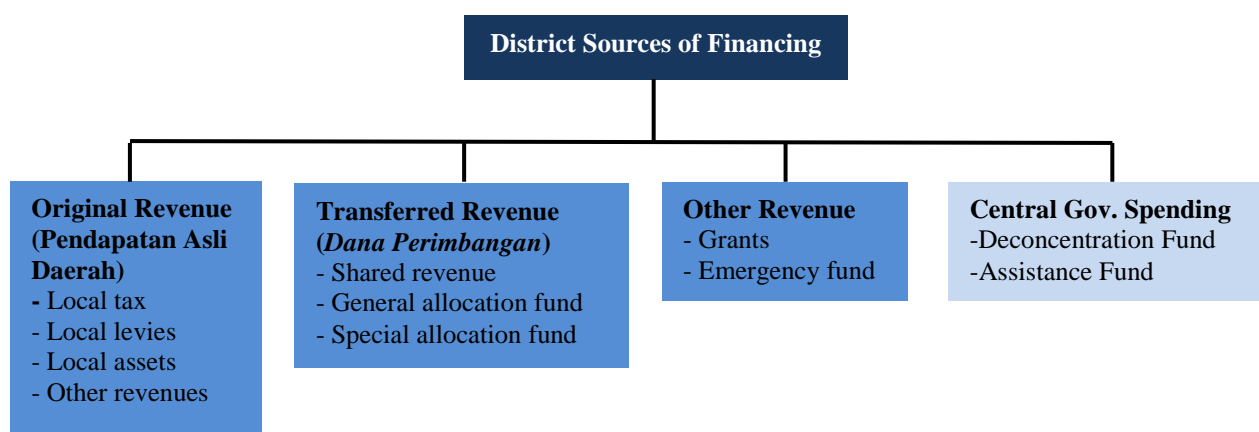 District Sources of Financing
Original Revenue
(Pendapatan Asli
Daerah)
- Local tax
- Local levies
- Local assets
- Other revenues
Transferred Revenue
(Dana Perimbangan)
- Shared revenue
- General allocation fund
- Special allocation fund
Other Revenue
- Grants
- Emergency fund
Central Gov. Spending
-Deconcentration Fund
-Assistance Fund